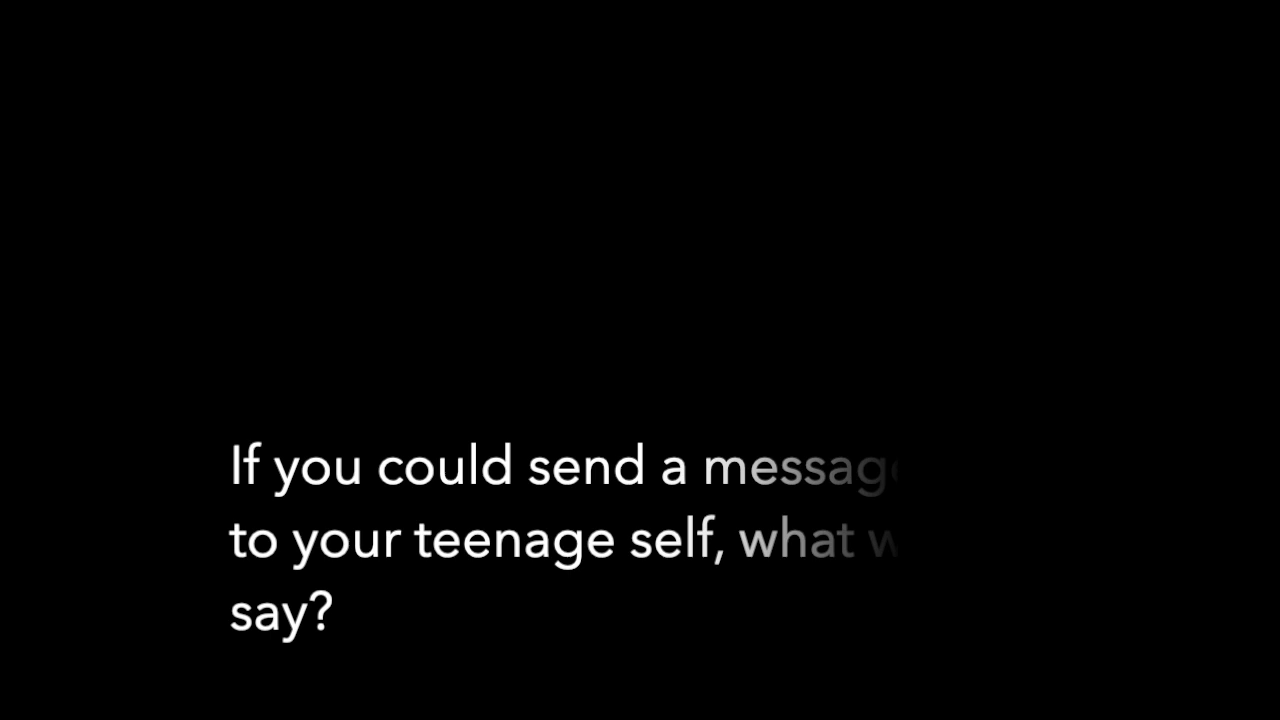 If you could send a message
to your teenage self, what w
say?